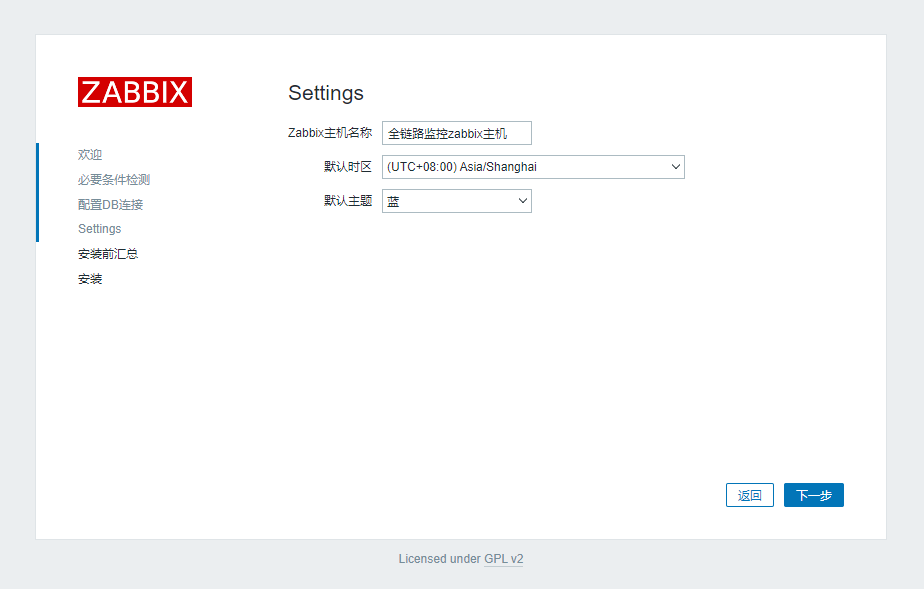 ZABBIX
欢迎
必要条件检测
配置DB连接
Settings
安装前汇总
安装
Settings
Zabbix主机名称 全链路监控zabbix主机
默认时区 (UTC+08:00) Asia/Shanghai
默认主题 蓝
返回 下一步
Licensed under GPL v2